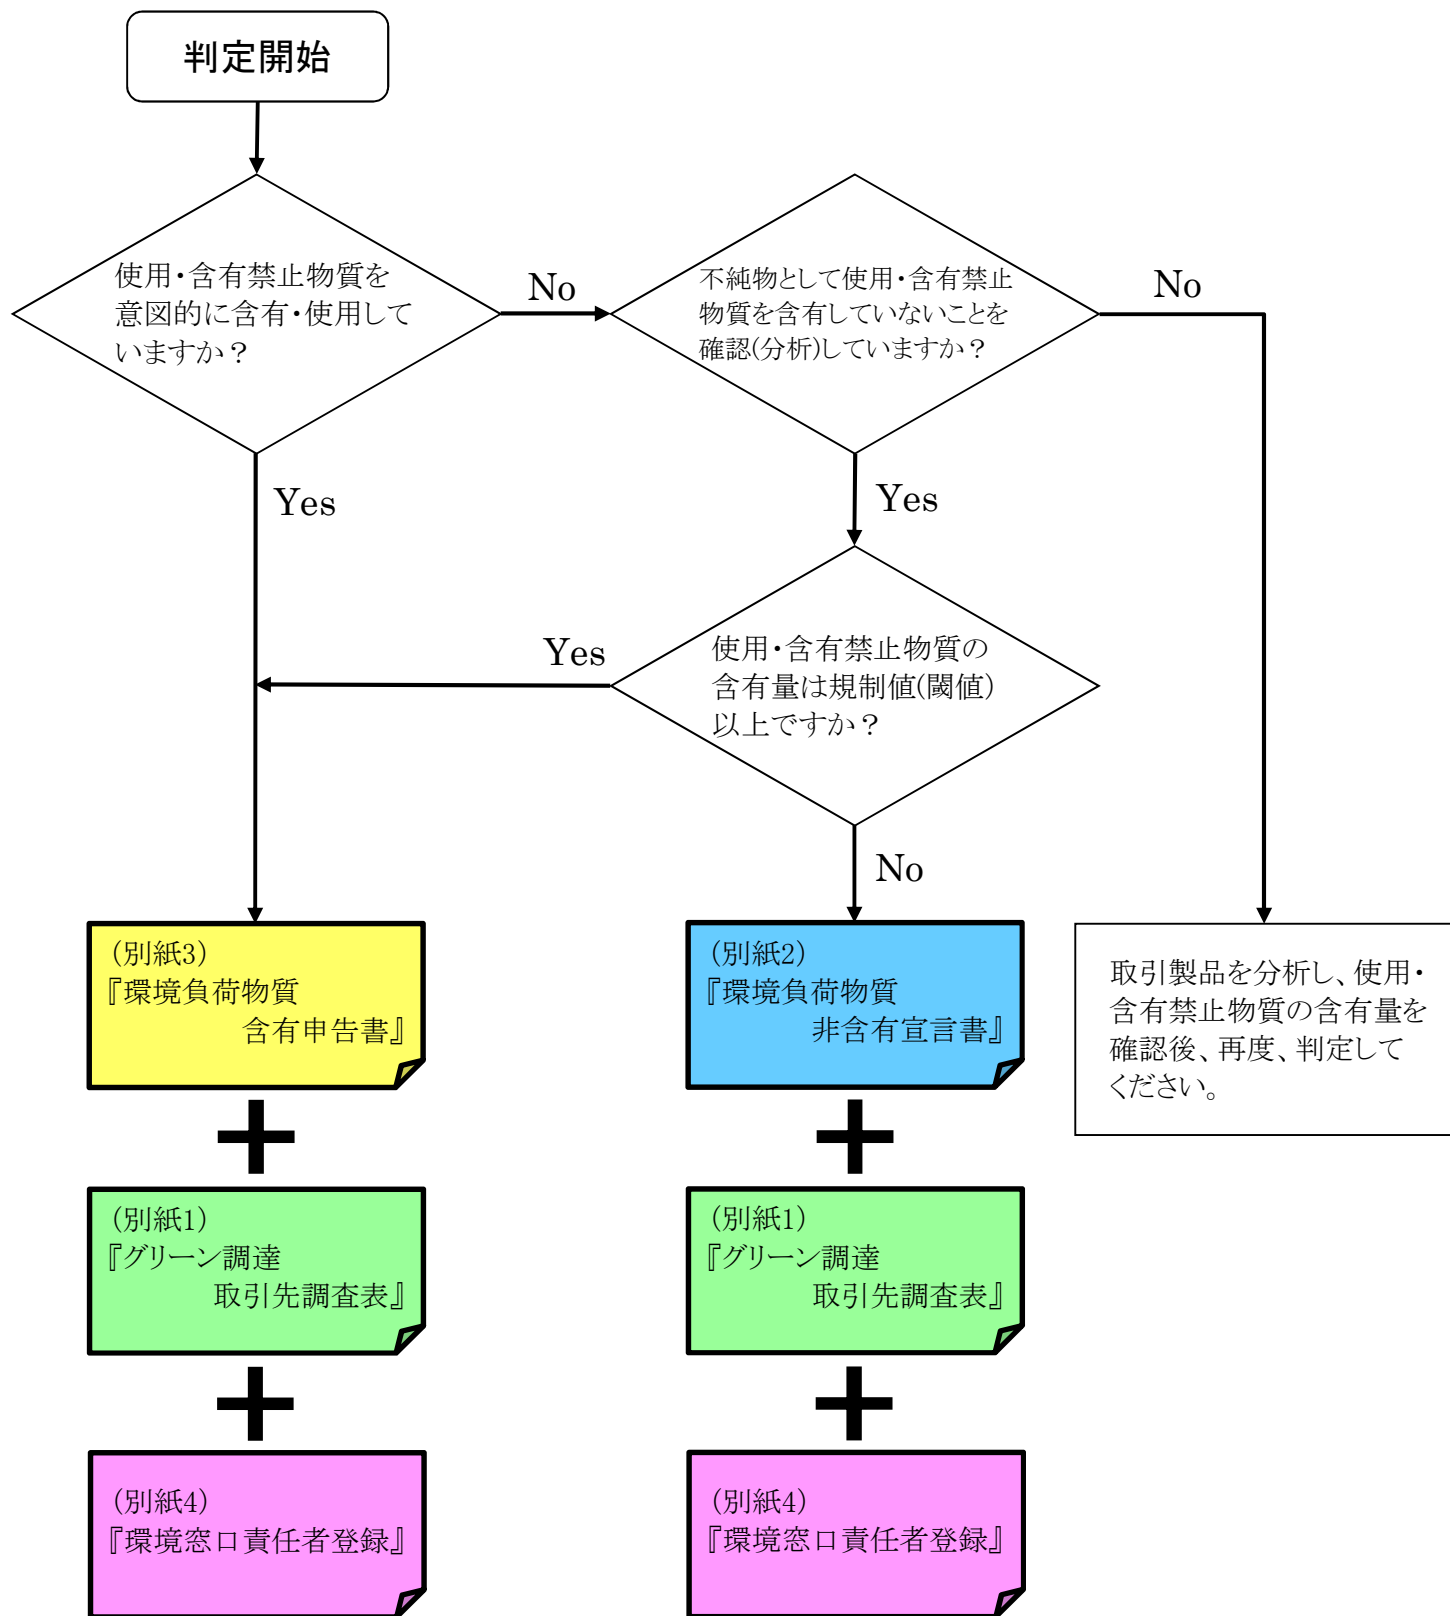 判定開始
使用・含有禁止物質を
意図的に含有・使用して
いますか？
No
不純物として使用・含有禁止
物質を含有していないことを
確認(分析)していますか？
No
Yes
Yes
Yes
使用・含有禁止物質の
含有量は規制値(閾値)
以上ですか？
No
(別紙3)
『環境負荷物質
含有申告書』
(別紙2)
『環境負荷物質
非含有宣言書』
取引製品を分析し、使用・
含有禁止物質の含有量を
確認後、再度、判定して
ください。
(別紙1)
『グリーン調達
取引先調査表』
(別紙1)
『グリーン調達
取引先調査表』
(別紙4)
『環境窓口責任者登録』
(別紙4)
『環境窓口責任者登録』